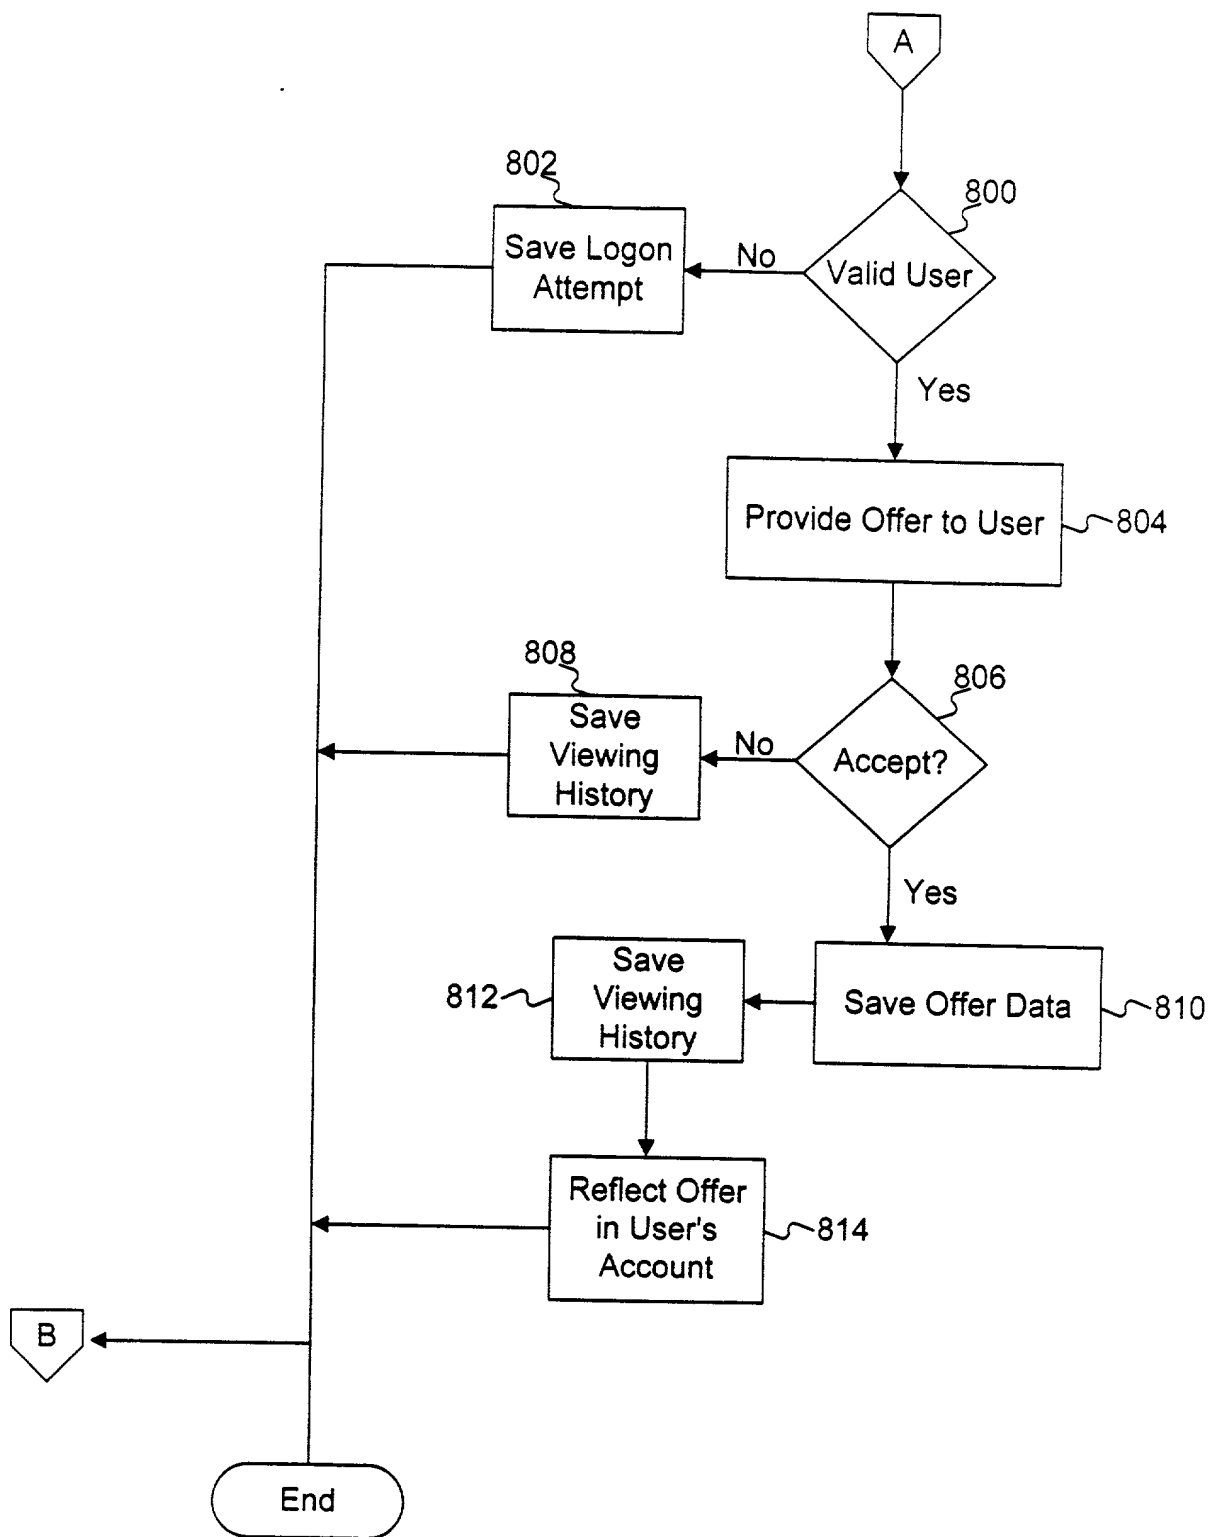 A
800
Valid User
No
802
Save Logon
Attempt
Yes
Provide Offer to User
804
806
Accept?
No
808
Save
Viewing
History
Yes
Save Offer Data
810
812
Save
Viewing
History
Reflect Offer
in User's
Account
814
B
End